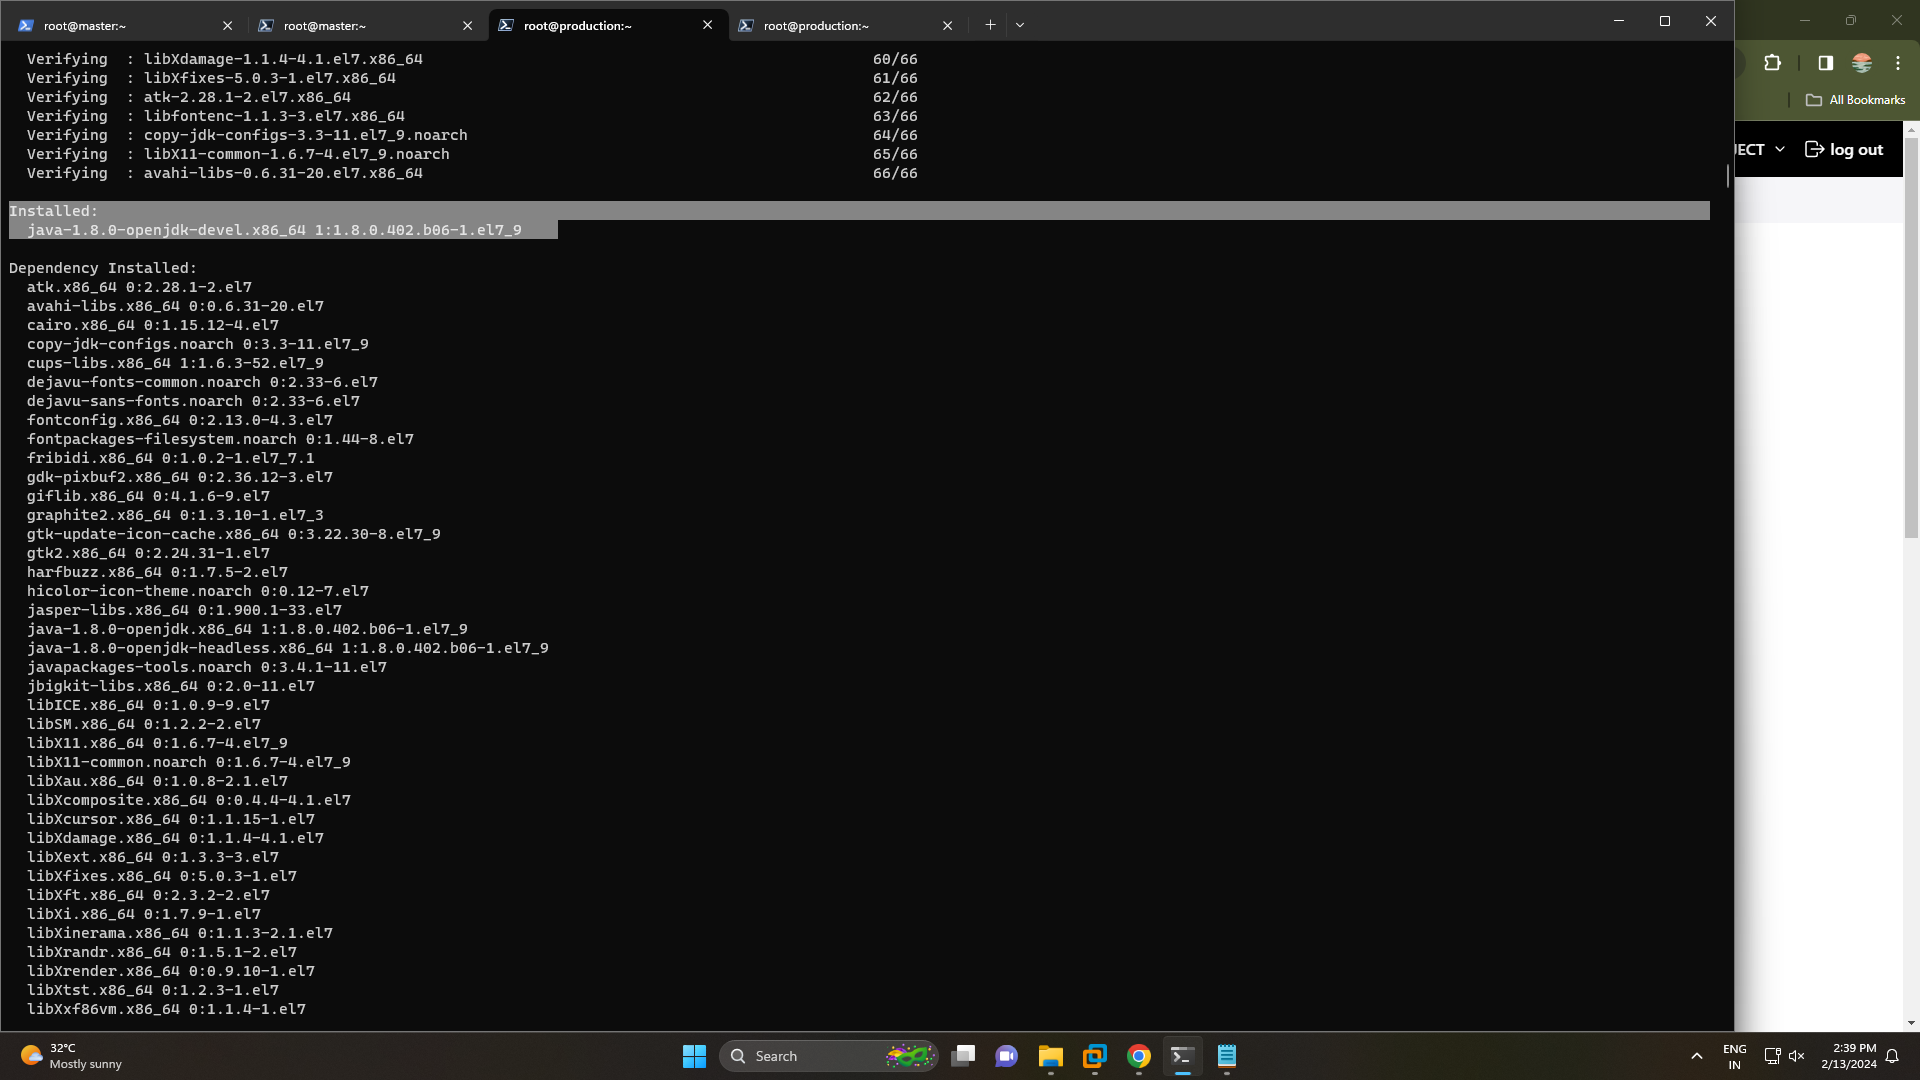 root@master:~
root@master:~
root@production:~
root@production:~
Verifying : libXdamage-1.1.4-4.1.el7.x86_64 60/66
Verifying : libXfixes-5.0.3-1.el7.x86_64 61/66
Verifying : atk-2.28.1-2.el7.x86_64 62/66
Verifying : libfontenc-1.1.3-3.el7.x86_64 63/66
Verifying : copy-jdk-configs-3.3-11.el7_9.noarch 64/66
Verifying : libX11-common-1.6.7-4.el7_9.noarch 65/66
Verifying : avahi-libs-0.6.31-20.el7.x86_64 66/66
Installed:
java-1.8.0-openjdk-devel.x86_64 1:1.8.0.402.b06-1.el7_9
Dependency Installed:
atk.x86_64 0:2.28.1-2.el7
avahi-libs.x86_64 0:0.6.31-20.el7
cairo.x86_64 0:1.15.12-4.el7
copy-jdk-configs.noarch 0:3.3-11.el7_9
cups-libs.x86_64 1:1.6.3-52.el7_9
dejavu-fonts-common.noarch 0:2.33-6.el7
dejavu-sans-fonts.noarch 0:2.33-6.el7
fontconfig.x86_64 0:2.13.0-4.3.el7
fontpackages-filesystem.noarch 0:1.44-8.el7
fribidi.x86_64 0:1.0.2-1.el7_7.1
gdk-pixbuf2.x86_64 0:2.36.12-3.el7
giflib.x86_64 0:4.1.6-9.el7
graphite2.x86_64 0:1.3.10-1.el7_3
gtk-update-icon-cache.x86_64 0:3.22.30-8.el7_9
gtk2.x86_64 0:2.24.31-1.el7
harfbuzz.x86_64 0:1.7.5-2.el7
hicolor-icon-theme.noarch 0:0.12-7.el7
jasper-libs.x86_64 0:1.900.1-33.el7
java-1.8.0-openjdk.x86_64 1:1.8.0.402.b06-1.el7_9
java-1.8.0-openjdk-headless.x86_64 1:1.8.0.402.b06-1.el7_9
javapackages-tools.noarch 0:3.4.1-11.el7
jbigkit-libs.x86_64 0:2.0-11.el7
libICE.x86_64 0:1.0.9-9.el7
libSM.x86_64 0:1.2.2-2.el7
libX11.x86_64 0:1.6.7-4.el7_9
libX11-common.noarch 0:1.6.7-4.el7_9
libXau.x86_64 0:1.0.8-2.1.el7
libXcomposite.x86_64 0:0.4.4-4.1.el7
libXcursor.x86_64 0:1.1.15-1.el7
libXdamage.x86_64 0:1.1.4-4.1.el7
libXext.x86_64 0:1.3.3-3.el7
libXfixes.x86_64 0:5.0.3-1.el7
libXft.x86_64 0:2.3.2-2.el7
libXi.x86_64 0:1.7.9-1.el7
libXinerama.x86_64 0:1.1.3-2.1.el7
libXrandr.x86_64 0:1.5.1-2.el7
libXrender.x86_64 0:0.9.10-1.el7
libXtst.x86_64 0:1.2.3-1.el7
libXxf86vm.x86_64 0:1.1.4-1.el7
All Bookmarks
JECT
log out
32°C
Mostly sunny
Search
ENG
IN
2:39 PM
2/13/2024